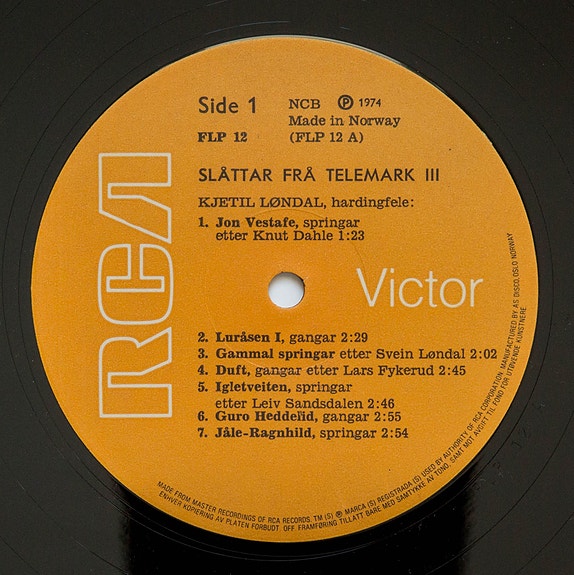 Side 1
NCB ℗ 1974
Made in Norway
FLP 12 (FLP 12 A)
SLÅTTAR FRÅ TELEMARK III
KJETIL LØNDAL, hardingfele:
1. Jon Vestafe, springar
etter Knut Dahle 1:23
RCA
Victor
2. Luråsen I, gangar 2:29
3. Gammal springar etter Svein Løndal 2:02
4. Duft, gangar etter Lars Fykerud 2:45
5. Igletveiten, springar
etter Leiv Sandsdalen 2:46
6. Guro Heddeïid, gangar 2:55
7. Jåle-Ragnhild, springar 2:54
MADE FROM MASTER RECORDINGS OF RCA RECORDS. TM (S) ® MARCA (S) REGISTRADA (S) USED BY AUTHORITY OF RCA CORPORATION. MANUFACTURED BY AS DISCO, OSLO, NORWAY
ENHVER KOPIERING AV PLATEN FORBUDT. OFF. FRAMFØRING TILLATT BARE MED SAMTYKKE AV TONO, SAMT MOT AVGIFT TIL FOND FOR UTØVENDE KUNSTNERE